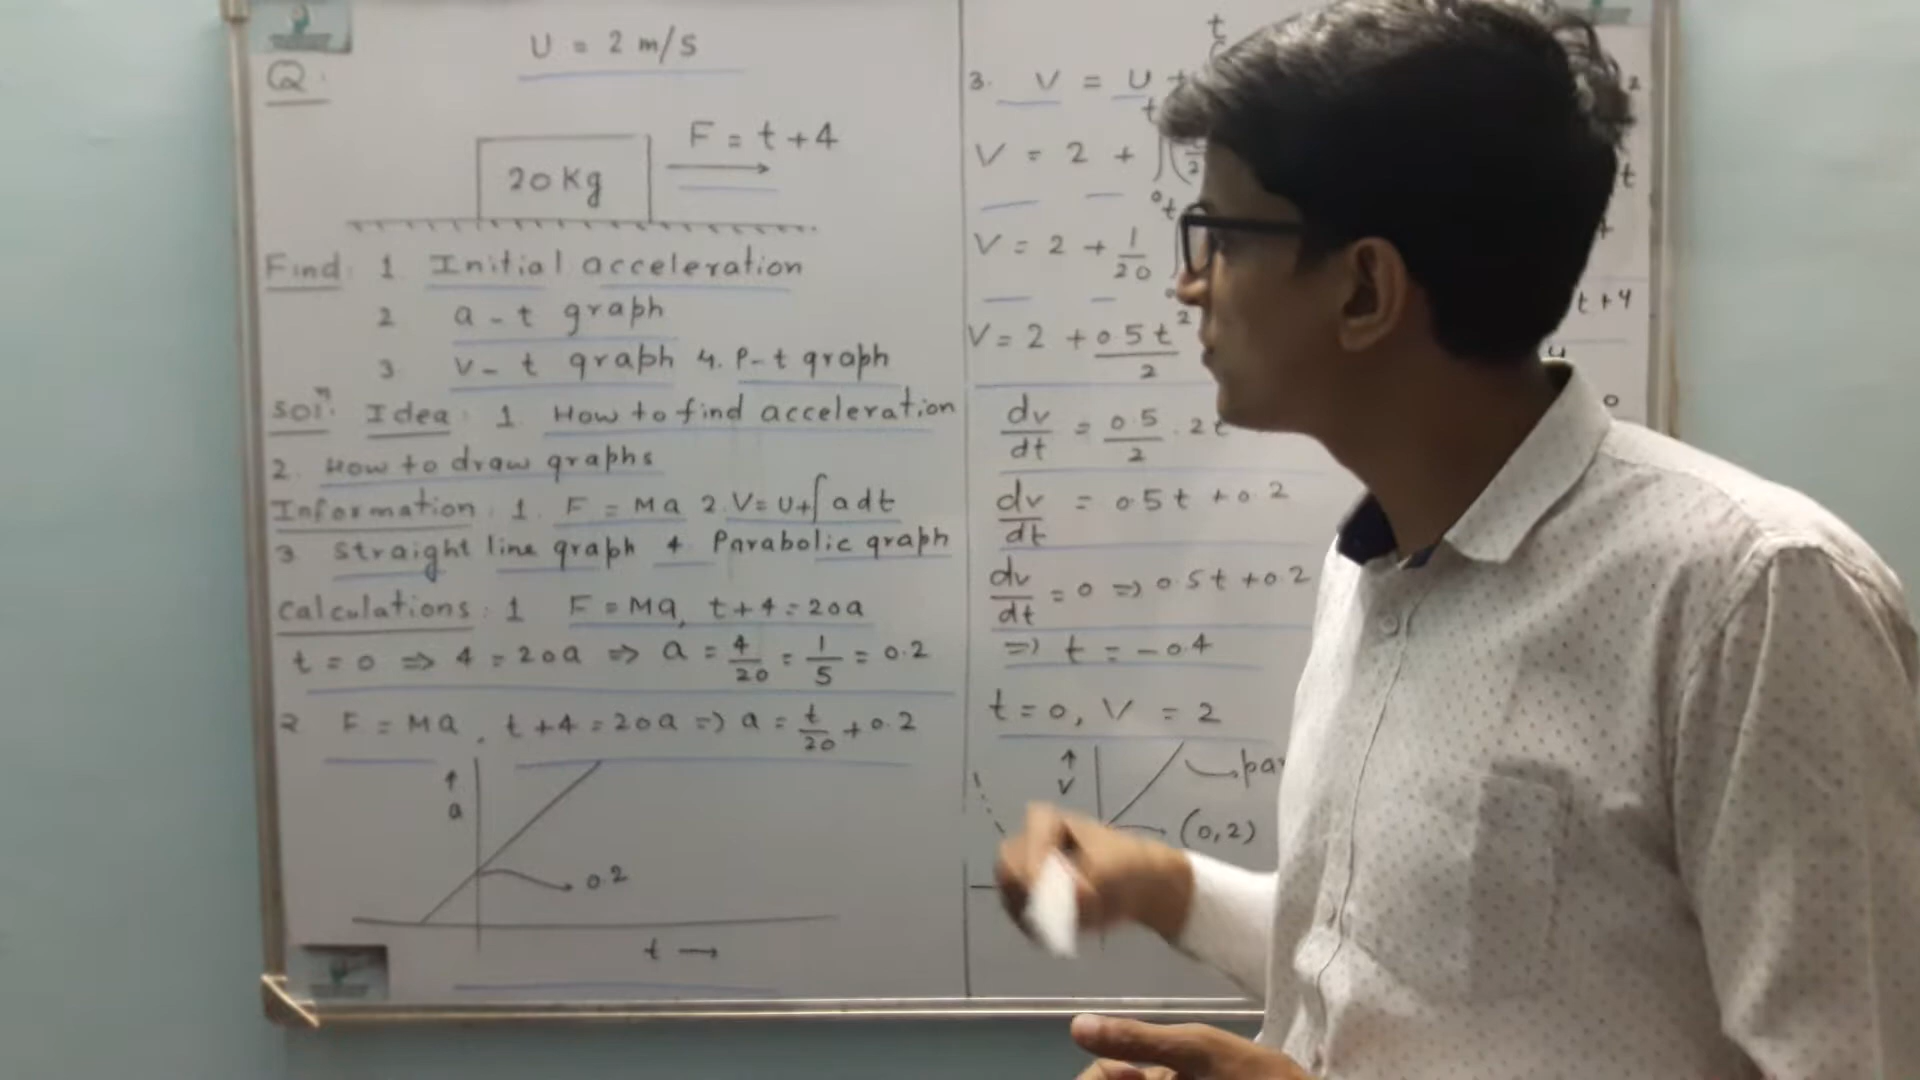 U = 2 m/s
Q.
F = t + 4
20 Kg
Find: 1 Initial acceleration
2 a - t graph
3. v - t graph 4. P - t graph
Solⁿ: Idea: 1. How to find acceleration
2. How to draw graphs
Information: 1. F = Ma 2. V = U + ∫ a dt
3 straight line graph 4 Parabolic graph
Calculations: 1 F = Ma, t + 4 = 20a
t = 0 => 4 = 20a => a = 4/20 = 1/5 = 0.2
2 F = Ma, t + 4 = 20a => a = t/20 + 0.2
↑
a
0.2
t →
t
3. V = U +
V = 2 + ∫
V = 2 + 1/20
V = 2 + 0.5t²/2
dv/dt = 0.5/2 . 2t
dv/dt = 0.5t + 0.2
dv/dt = 0 => 0.5t + 0.2
=> t = -0.4
t = 0, V = 2
↑
V
(0,2)
t + 4